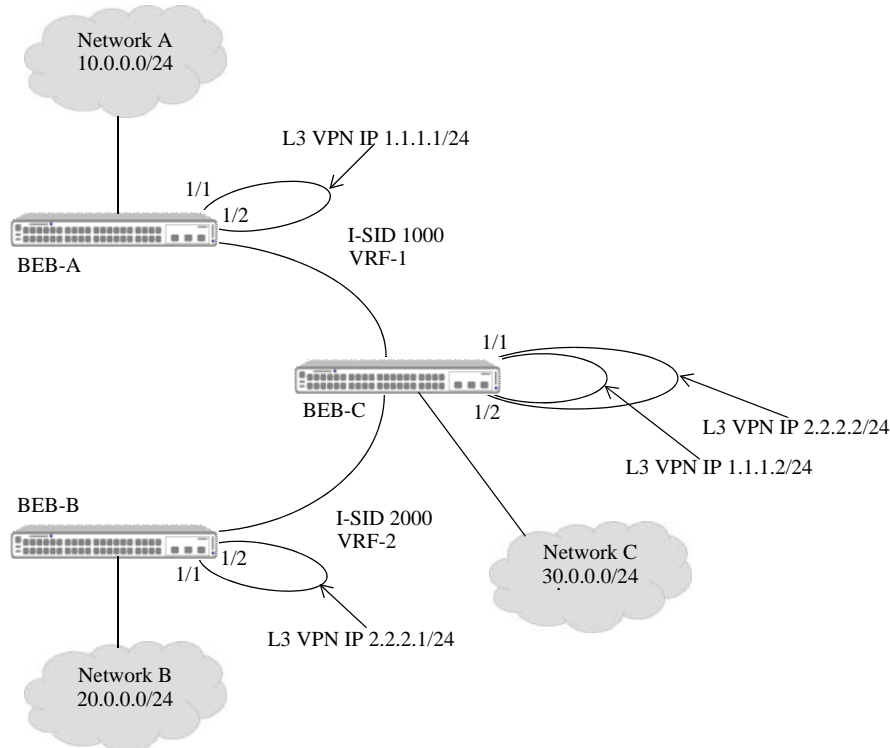 Network A
10.0.0.0/24
L3 VPN IP 1.1.1.1/24
1/1
1/2
I-SID 1000
VRF-1
BEB-A
1/1
BEB-C
1/2
L3 VPN IP 2.2.2.2/24
L3 VPN IP 1.1.1.2/24
BEB-B
I-SID 2000
VRF-2
1/2
1/1
Network C
30.0.0.0/24
L3 VPN IP 2.2.2.1/24
Network B
20.0.0.0/24